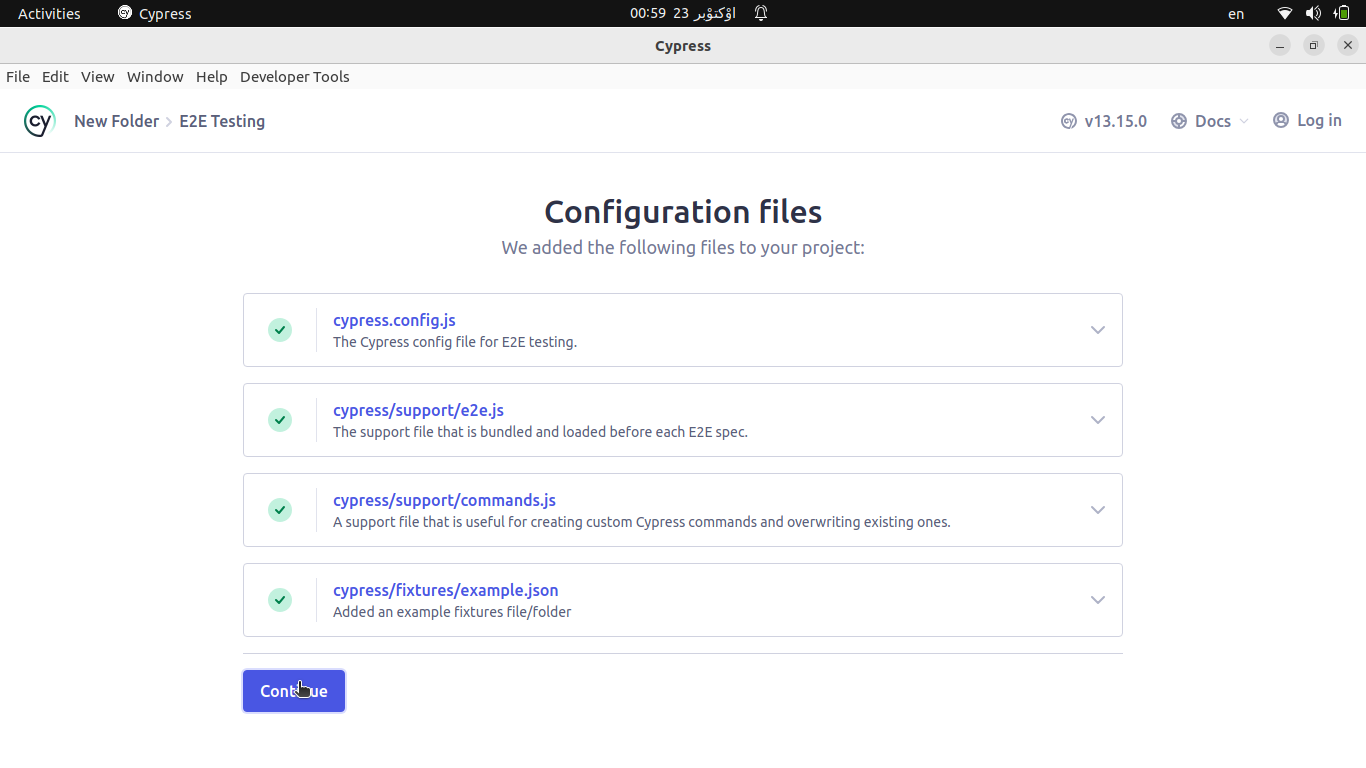 Activities Cypress 00:59 23 اوْکتوْبر en
Cypress
File Edit View Window Help Developer Tools
cy New Folder E2E Testing v13.15.0 Docs Log in
Configuration files
We added the following files to your project:
cypress.config.js
The Cypress config file for E2E testing.
cypress/support/e2e.js
The support file that is bundled and loaded before each E2E spec.
cypress/support/commands.js
A support file that is useful for creating custom Cypress commands and overwriting existing ones.
cypress/fixtures/example.json
Added an example fixtures file/folder
Continue